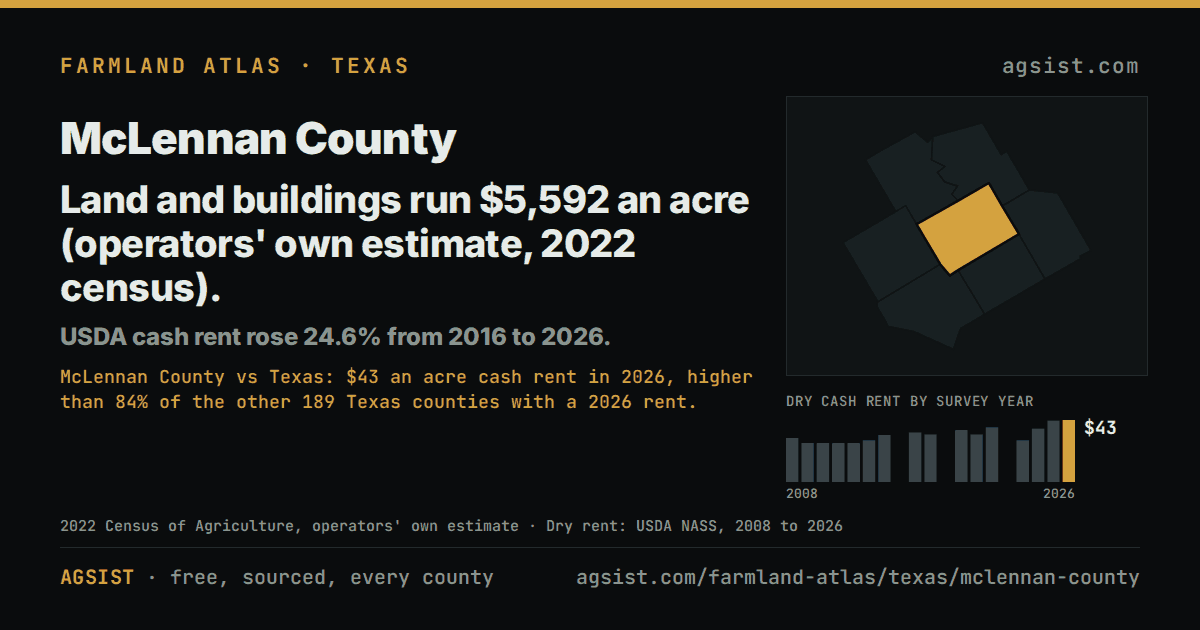 FARMLAND ATLAS · TEXAS
agsist.com
McLennan County
Land and buildings run $5,592 an acre
(operators' own estimate, 2022
census).
USDA cash rent rose 24.6% from 2016 to 2026.
McLennan County vs Texas: $43 an acre cash rent in 2026, higher
than 84% of the other 189 Texas counties with a 2026 rent.
DRY CASH RENT BY SURVEY YEAR
$43
2008
2026
2022 Census of Agriculture, operators' own estimate · Dry rent: USDA NASS, 2008 to 2026
AGSIST · free, sourced, every county
agsist.com/farmland-atlas/texas/mclennan-county